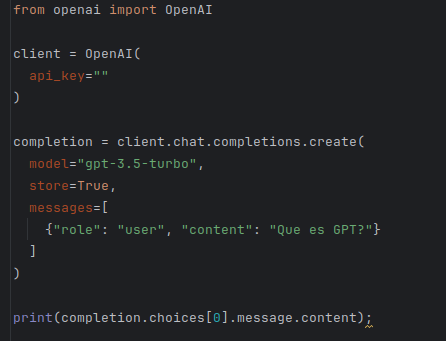 from openai import OpenAI
client = OpenAI(
  api_key=""
)
completion = client.chat.completions.create(
  model="gpt-3.5-turbo",
  store=True,
  messages=[
    {"role": "user", "content": "Que es GPT?"}
  ]
)
print(completion.choices[0].message.content);